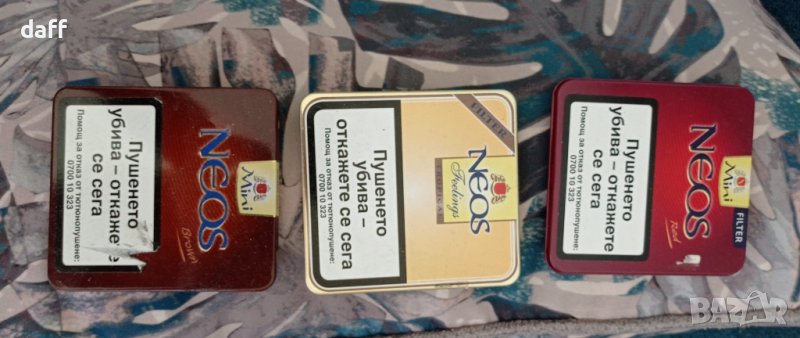 daff
NEOS
Mini
Brown
Пушенето
убива – откажете
се сега
Помощ за отказ от тютюнопушене:
0700 10 323
FILTER
NEOS
Feelings
Пушенето
убива –
откажете се сега
Помощ за отказ от тютюнопушене:
0700 10 323
NEOS
Mini
Red
FILTER
Пушенето
убива – откажете
се сега
Помощ за отказ от тютюнопушене:
0700 10 323
BAZAR